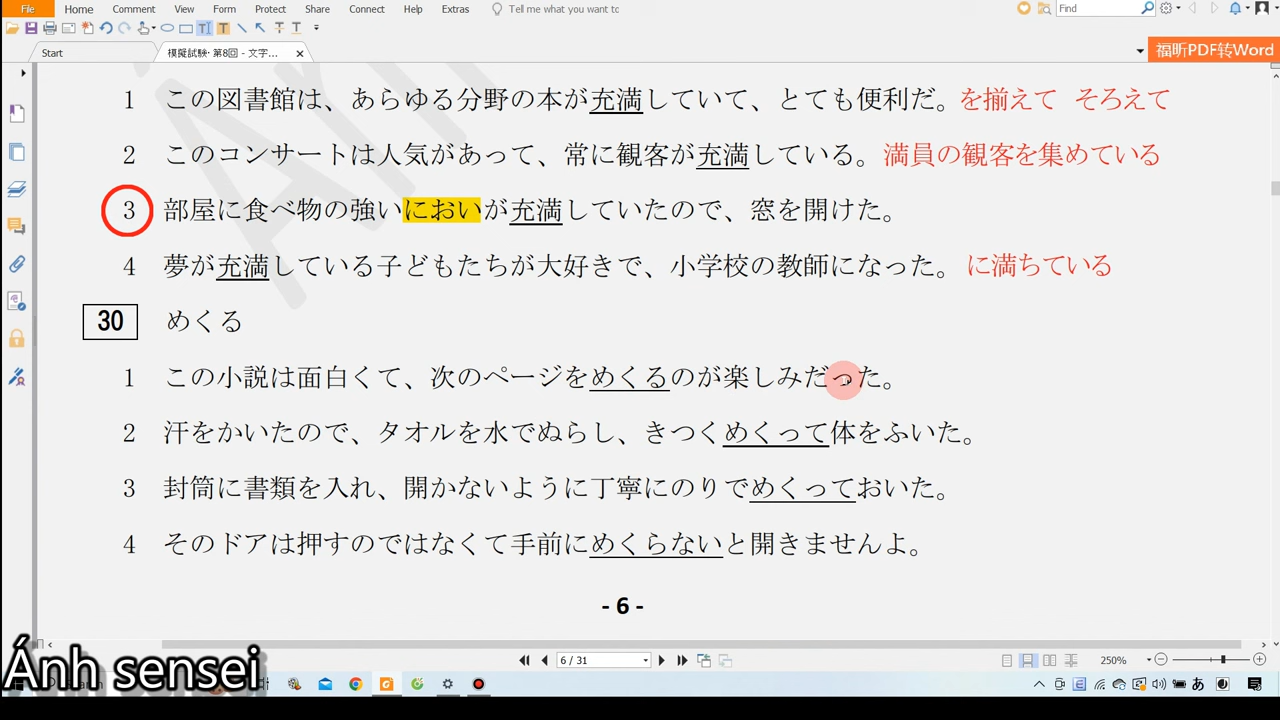 File Home Comment View Form Protect Share Connect Help Extras Tell me what you want to Find
Start 模擬試験・第8回 - 文字... 福昕PDF转Word
1 この図書館は、あらゆる分野の本が充満していて、とても便利だ。を揃えて そろえて
2 このコンサートは人気があって、常に観客が充満している。満員の観客を集めている
3 部屋に食べ物の強いにおいが充満していたので、窓を開けた。
4 夢が充満している子どもたちが大好きで、小学校の教師になった。に満ちている
30 めくる
1 この小説は面白くて、次のページをめくるのが楽しみだった。
2 汗をかいたので、タオルを水でぬらし、きつくめくって体をふいた。
3 封筒に書類を入れ、開かないように丁寧にのりでめくっておいた。
4 そのドアは押すのではなくて手前にめくらないと開きませんよ。
- 6 -
6 / 31 250%
Ánh sensei
あ